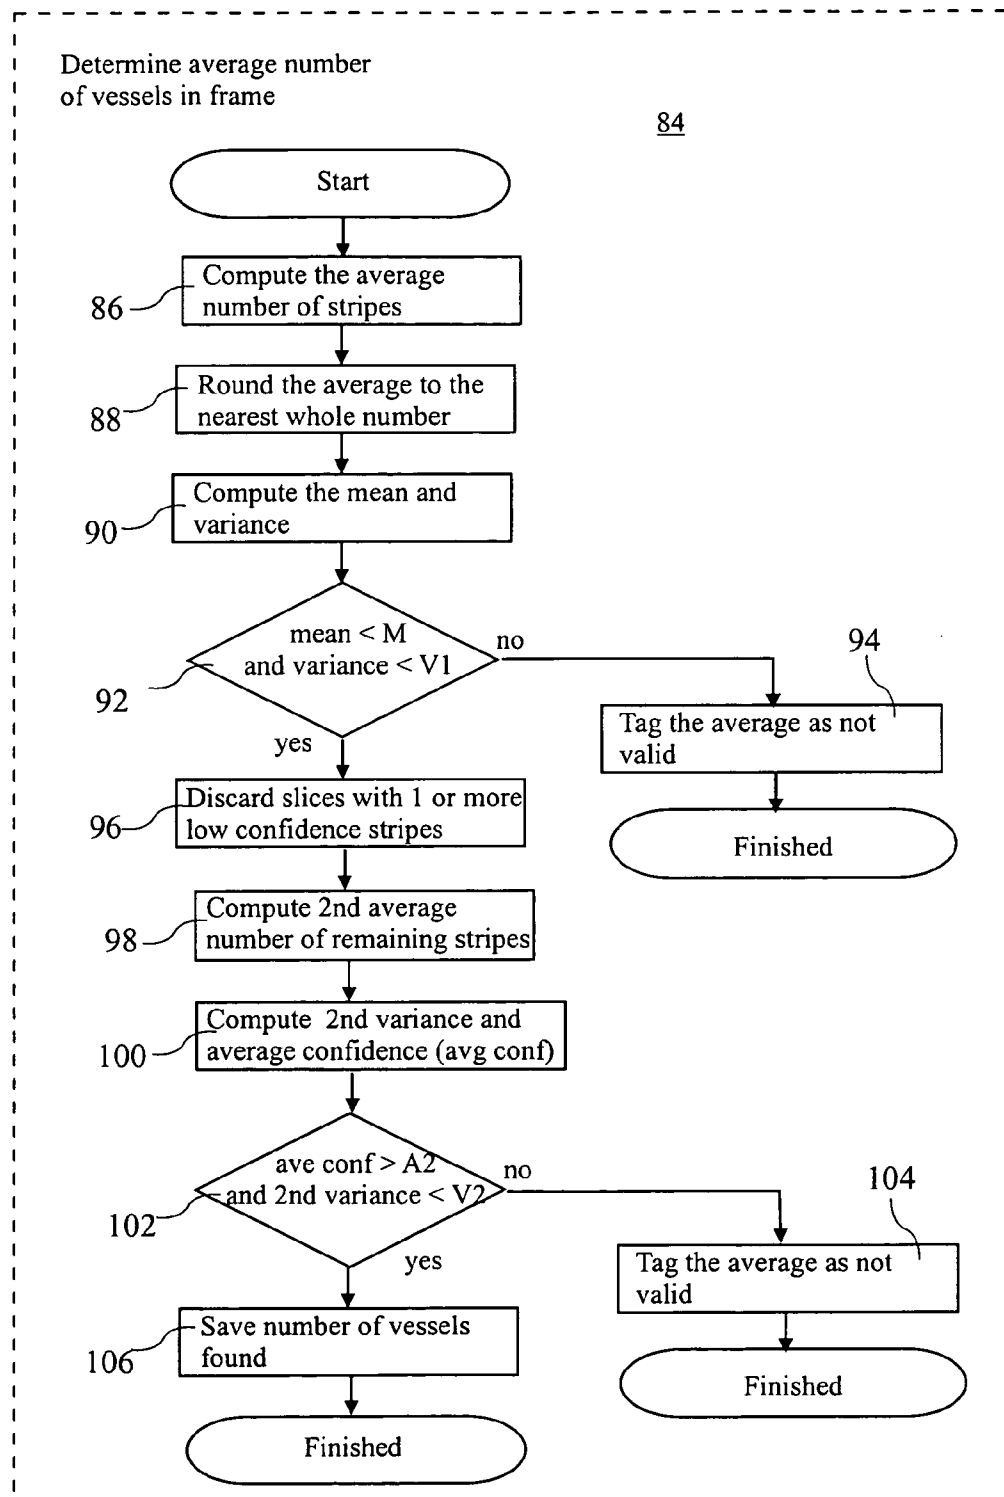 Determine average number
of vessels in frame
84
Start
86
Compute the average
number of stripes
88
Round the average to the
nearest whole number
90
Compute the mean and
variance
92
mean < M
and variance < V1
no
yes
94
Tag the average as not
valid
Finished
96
Discard slices with 1 or more
low confidence stripes
98
Compute 2nd average
number of remaining stripes
100
Compute 2nd variance and
average confidence (avg conf)
102
ave conf > A2
and 2nd variance < V2
no
yes
104
Tag the average as not
valid
Finished
106
Save number of vessels
found
Finished